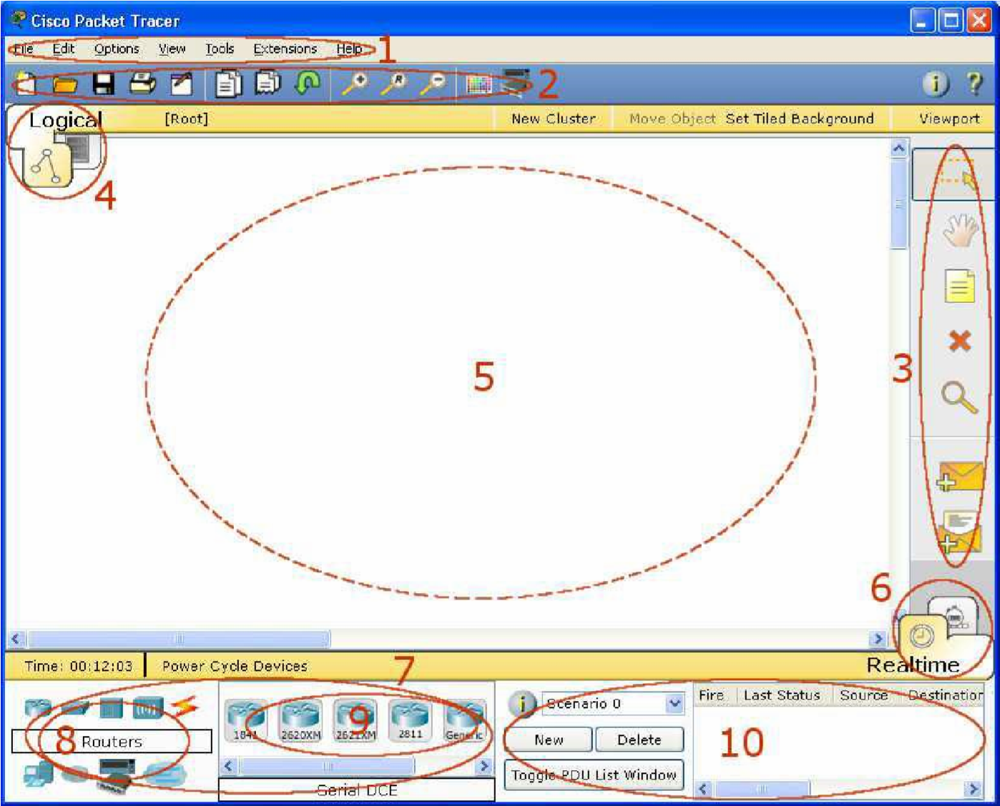 Cisco Packet Tracer
File Edit Options View Tools Extensions Help 1
2
Logical [Root] New Cluster Move Object Set Tiled Background Viewport
4
3
5
6
Time: 00:12:03 Power Cycle Devices 7 Realtime
Fire Last Status Source Destination
Scenario 0
1841 2620XM 2621XM 2811 Generic
9
8 Routers
New Delete
10
Toggle PDU List Window
Serial DCE